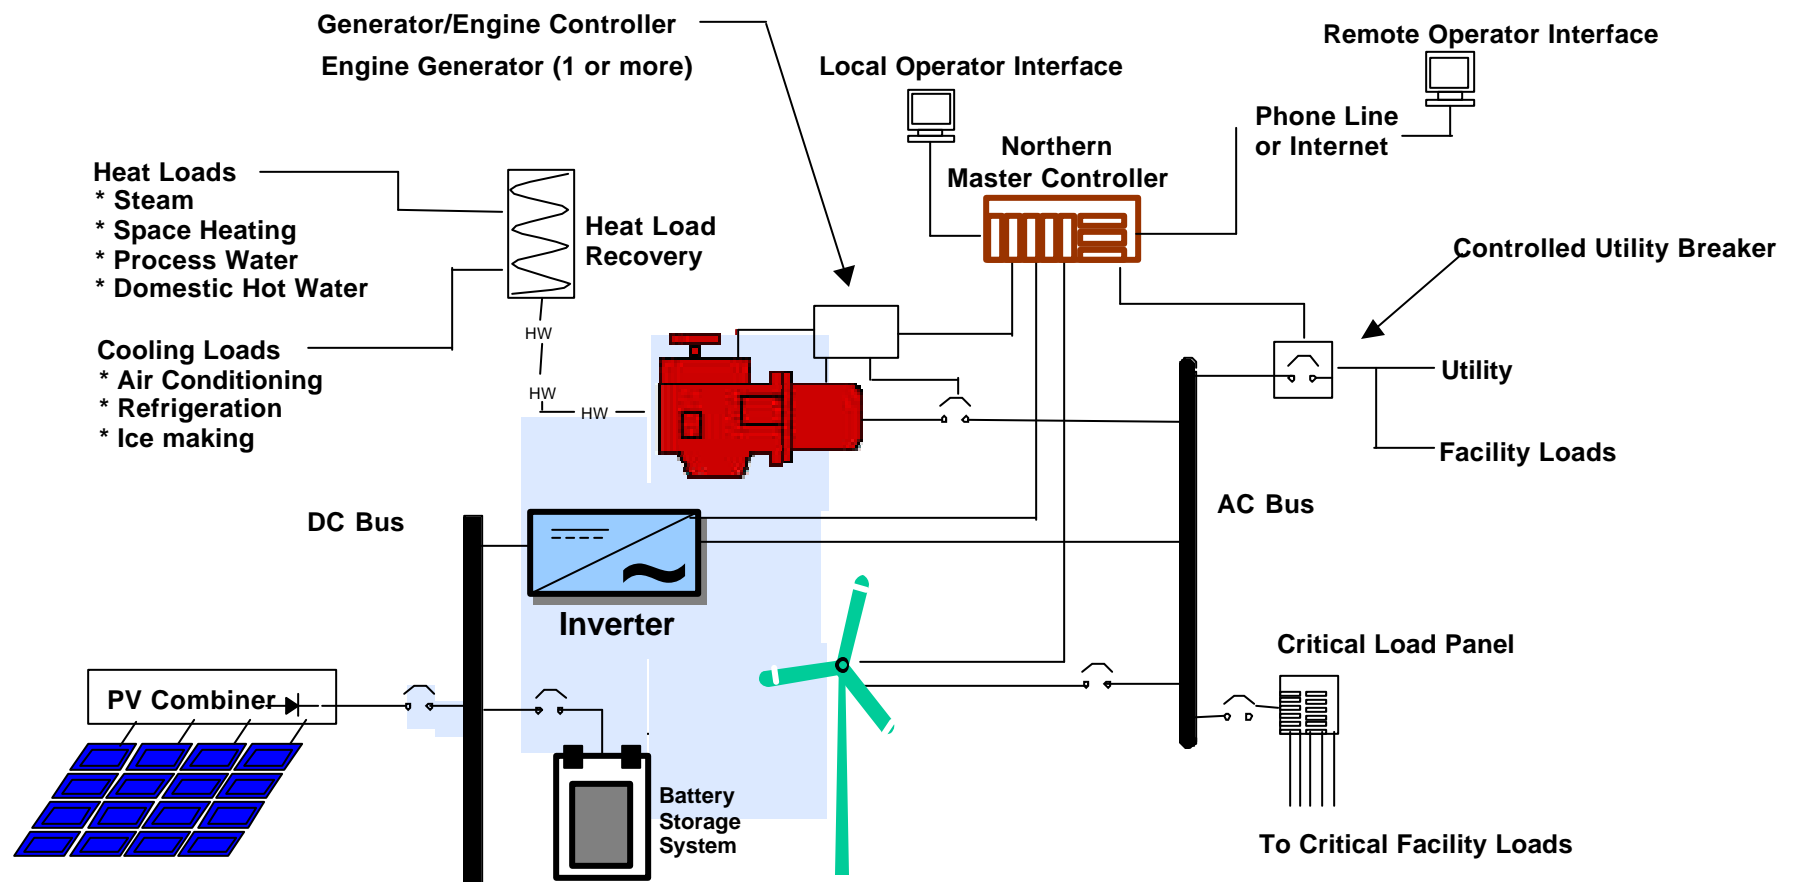 Generator/Engine Controller
Engine Generator (1 or more)
Local Operator Interface
Remote Operator Interface
Phone Line
or Internet
Northern
Master Controller
Heat Loads
* Steam
* Space Heating
* Process Water
* Domestic Hot Water
Heat Load
Recovery
Controlled Utility Breaker
HW
Cooling Loads
* Air Conditioning
* Refrigeration
* Ice making
HW
HW
Utility
Facility Loads
DC Bus
AC Bus
Inverter
Critical Load Panel
PV Combiner
Battery
Storage
System
To Critical Facility Loads